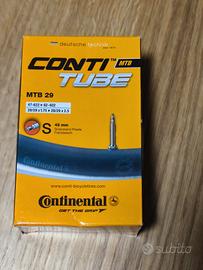 deutsche technik
CONTI
MTB
TUBE
MTB 29
47-622 • 62-622
28/29 x 1.75 • 28/29 x 2.5
S
42 mm
Continental
www.conti-bicycletires.com
Continental
GET THE GRIP
subito